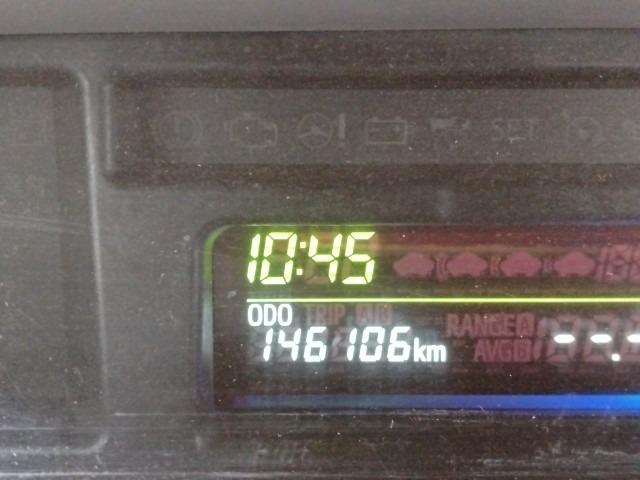 SET
10:45
ODO TRIP A B
146106km
RANGE A
AVG B --.-